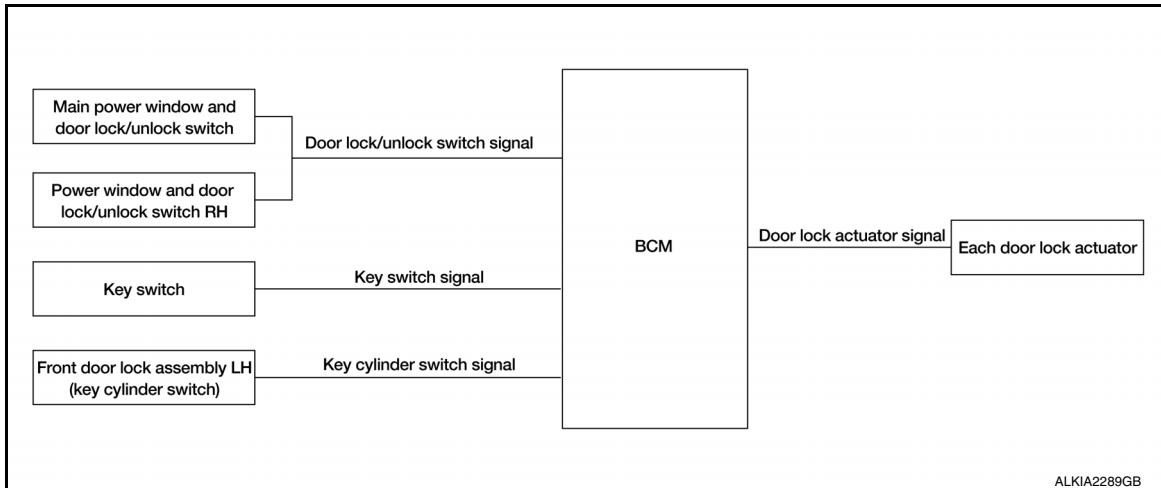 Main power window and
door lock/unlock switch
Door lock/unlock switch signal
Power window and door
lock/unlock switch RH
BCM
Door lock actuator signal
Each door lock actuator
Key switch
Key switch signal
Front door lock assembly LH
(key cylinder switch)
Key cylinder switch signal
ALKIA2289GB